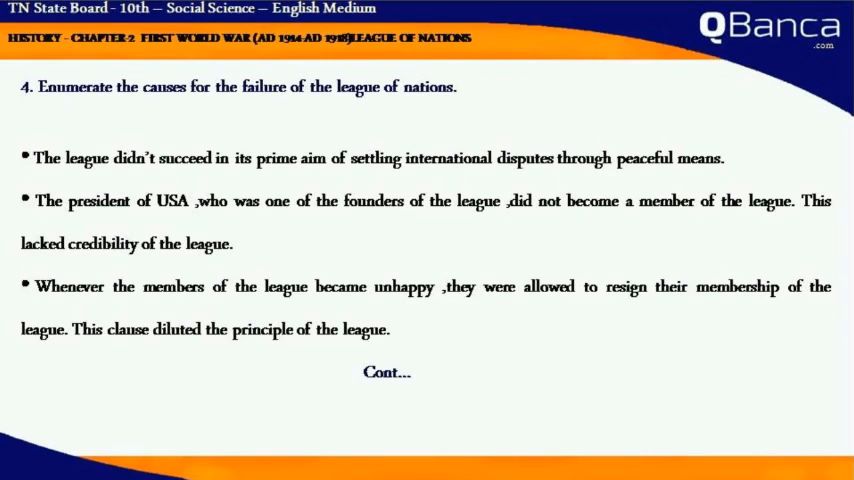 TN State Board - 10th – Social Science – English Medium
HISTORY - CHAPTER-2 FIRST WORLD WAR (AD 1914-AD 1918)LEAGUE OF NATIONS
QBanca
.com
4. Enumerate the causes for the failure of the league of nations.
• The league didn't succeed in its prime aim of settling international disputes through peaceful means.
• The president of USA ,who was one of the founders of the league ,did not become a member of the league. This
lacked credibility of the league.
• Whenever the members of the league became unhappy ,they were allowed to resign their membership of the
league. This clause diluted the principle of the league.
Cont...